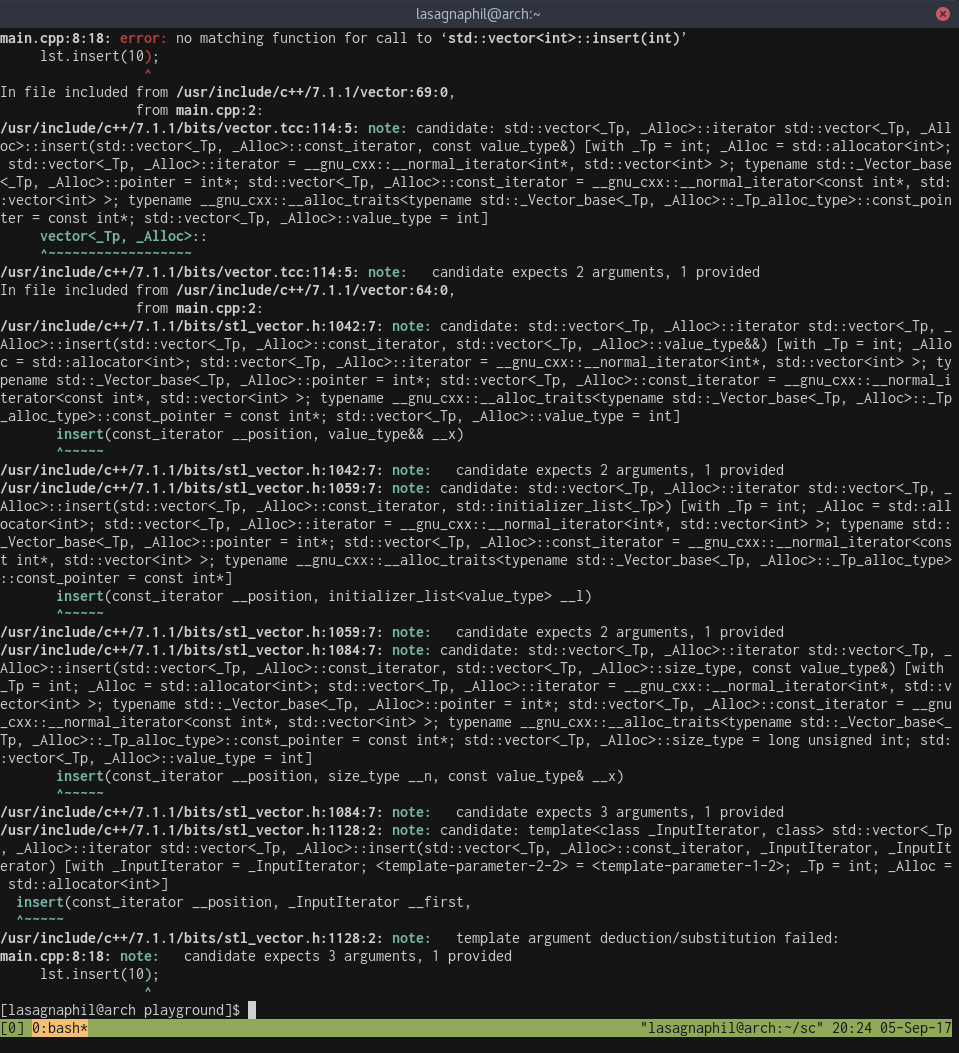 lasagnaphil@arch:~
main.cpp:8:18: error: no matching function for call to ‘std::vector<int>::insert(int)’
     lst.insert(10);
                  ^
In file included from /usr/include/c++/7.1.1/vector:69:0,
                 from main.cpp:2:
/usr/include/c++/7.1.1/bits/vector.tcc:114:5: note: candidate: std::vector<_Tp, _Alloc>::iterator std::vector<_Tp, _All
oc>::insert(std::vector<_Tp, _Alloc>::const_iterator, const value_type&) [with _Tp = int; _Alloc = std::allocator<int>;
 std::vector<_Tp, _Alloc>::iterator = __gnu_cxx::__normal_iterator<int*, std::vector<int> >; typename std::_Vector_base
<_Tp, _Alloc>::pointer = int*; std::vector<_Tp, _Alloc>::const_iterator = __gnu_cxx::__normal_iterator<const int*, std:
:vector<int> >; typename __gnu_cxx::__alloc_traits<typename std::_Vector_base<_Tp, _Alloc>::_Tp_alloc_type>::const_poin
ter = const int*; std::vector<_Tp, _Alloc>::value_type = int]
     vector<_Tp, _Alloc>::
     ^~~~~~~~~~~~~~~~~~~
/usr/include/c++/7.1.1/bits/vector.tcc:114:5: note:   candidate expects 2 arguments, 1 provided
In file included from /usr/include/c++/7.1.1/vector:64:0,
                 from main.cpp:2:
/usr/include/c++/7.1.1/bits/stl_vector.h:1042:7: note: candidate: std::vector<_Tp, _Alloc>::iterator std::vector<_Tp, _
Alloc>::insert(std::vector<_Tp, _Alloc>::const_iterator, std::vector<_Tp, _Alloc>::value_type&&) [with _Tp = int; _Allo
c = std::allocator<int>; std::vector<_Tp, _Alloc>::iterator = __gnu_cxx::__normal_iterator<int*, std::vector<int> >; ty
pename std::_Vector_base<_Tp, _Alloc>::pointer = int*; std::vector<_Tp, _Alloc>::const_iterator = __gnu_cxx::__normal_i
terator<const int*, std::vector<int> >; typename __gnu_cxx::__alloc_traits<typename std::_Vector_base<_Tp, _Alloc>::_Tp
_alloc_type>::const_pointer = const int*; std::vector<_Tp, _Alloc>::value_type = int]
       insert(const_iterator __position, value_type&& __x)
       ^~~~~~
/usr/include/c++/7.1.1/bits/stl_vector.h:1042:7: note:   candidate expects 2 arguments, 1 provided
/usr/include/c++/7.1.1/bits/stl_vector.h:1059:7: note: candidate: std::vector<_Tp, _Alloc>::iterator std::vector<_Tp, _
Alloc>::insert(std::vector<_Tp, _Alloc>::const_iterator, std::initializer_list<_Tp>) [with _Tp = int; _Alloc = std::all
ocator<int>; std::vector<_Tp, _Alloc>::iterator = __gnu_cxx::__normal_iterator<int*, std::vector<int> >; typename std::
_Vector_base<_Tp, _Alloc>::pointer = int*; std::vector<_Tp, _Alloc>::const_iterator = __gnu_cxx::__normal_iterator<cons
t int*, std::vector<int> >; typename __gnu_cxx::__alloc_traits<typename std::_Vector_base<_Tp, _Alloc>::_Tp_alloc_type>
::const_pointer = const int*]
       insert(const_iterator __position, initializer_list<value_type> __l)
       ^~~~~~
/usr/include/c++/7.1.1/bits/stl_vector.h:1059:7: note:   candidate expects 2 arguments, 1 provided
/usr/include/c++/7.1.1/bits/stl_vector.h:1084:7: note: candidate: std::vector<_Tp, _Alloc>::iterator std::vector<_Tp, _
Alloc>::insert(std::vector<_Tp, _Alloc>::const_iterator, std::vector<_Tp, _Alloc>::size_type, const value_type&) [with 
_Tp = int; _Alloc = std::allocator<int>; std::vector<_Tp, _Alloc>::iterator = __gnu_cxx::__normal_iterator<int*, std::v
ector<int> >; typename std::_Vector_base<_Tp, _Alloc>::pointer = int*; std::vector<_Tp, _Alloc>::const_iterator = __gnu
_cxx::__normal_iterator<const int*, std::vector<int> >; typename __gnu_cxx::__alloc_traits<typename std::_Vector_base<_
Tp, _Alloc>::_Tp_alloc_type>::const_pointer = const int*; std::vector<_Tp, _Alloc>::size_type = long unsigned int; std:
:vector<_Tp, _Alloc>::value_type = int]
       insert(const_iterator __position, size_type __n, const value_type& __x)
       ^~~~~~
/usr/include/c++/7.1.1/bits/stl_vector.h:1084:7: note:   candidate expects 3 arguments, 1 provided
/usr/include/c++/7.1.1/bits/stl_vector.h:1128:2: note: candidate: template<class _InputIterator, class> std::vector<_Tp
, _Alloc>::iterator std::vector<_Tp, _Alloc>::insert(std::vector<_Tp, _Alloc>::const_iterator, _InputIterator, _InputIt
erator) [with _InputIterator = _InputIterator; <template-parameter-2-2> = <template-parameter-1-2>; _Tp = int; _Alloc =
 std::allocator<int>]
  insert(const_iterator __position, _InputIterator __first,
  ^~~~~~
/usr/include/c++/7.1.1/bits/stl_vector.h:1128:2: note:   template argument deduction/substitution failed:
main.cpp:8:18: note:   candidate expects 3 arguments, 1 provided
     lst.insert(10);
                  ^
[lasagnaphil@arch playground]$
[0] 0:bash* "lasagnaphil@arch:~/sc" 20:24 05-Sep-17